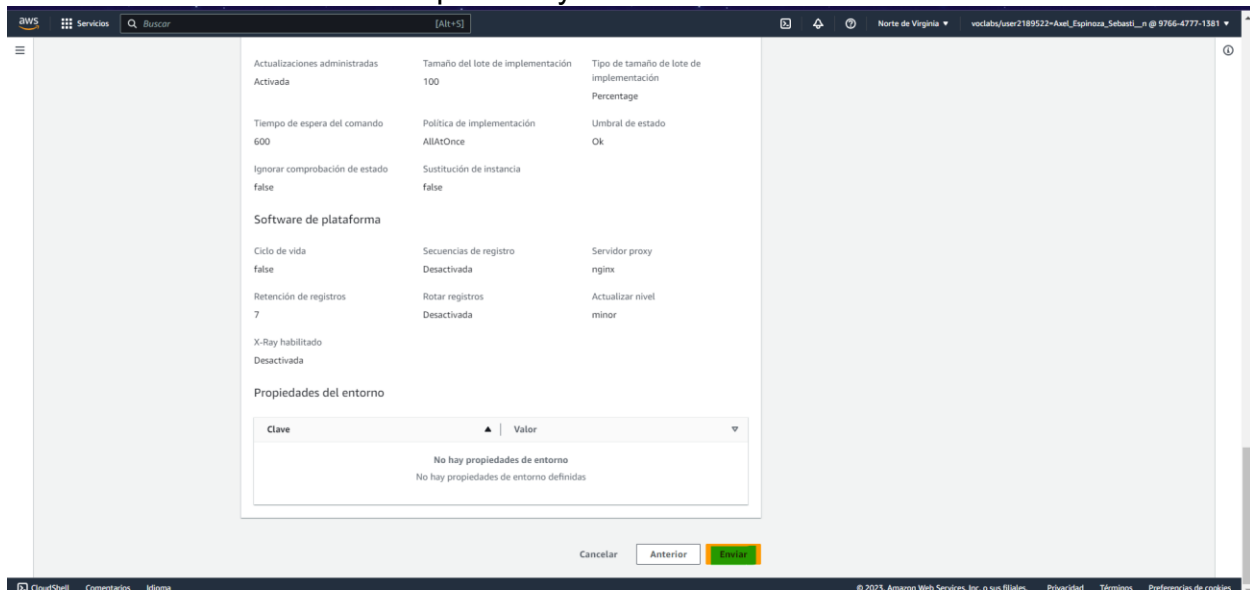 aws Servicios Buscar [Alt+S] Norte de Virginia voclabs/user2189522=Axel_Espinoza_Sebasti__n @ 9766-4777-1381
Actualizaciones administradas Tamaño del lote de implementación Tipo de tamaño de lote de
implementación
Activada 100
Percentage
Tiempo de espera del comando Política de implementación Umbral de estado
600 AllAtOnce Ok
Ignorar comprobación de estado Sustitución de instancia
false false
Software de plataforma
Ciclo de vida Secuencias de registro Servidor proxy
false Desactivada nginx
Retención de registros Rotar registros Actualizar nivel
7 Desactivada minor
X-Ray habilitado
Desactivada
Propiedades del entorno
Clave Valor
No hay propiedades de entorno
No hay propiedades de entorno definidas
Cancelar Anterior Enviar
CloudShell Comentarios Idioma © 2023, Amazon Web Services, Inc. o sus filiales. Privacidad Términos Preferencias de cookies